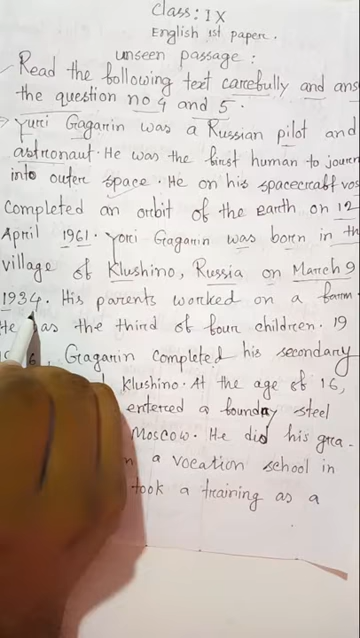 Class: IX
English 1st paper.
unseen passage:
Read the following text carefully and ans
the question no 4 and 5.
Yuri Gagarin was a Russian pilot and
astronaut. He was the first human to journ
into outer space. He on his spacecraft vos
completed an orbit of the earth on 12
April 1961. Yori Gagarin was born in th
village of Klushino, Russia on March 9
1934. His parents worked on a farm.
He was the third of four children. 19
6, Gagarin completed his secondary
Klushino. At the age of 16,
enterred a foundry steel
Moscow. He did his gra-
n a vocation school in
took a training as a